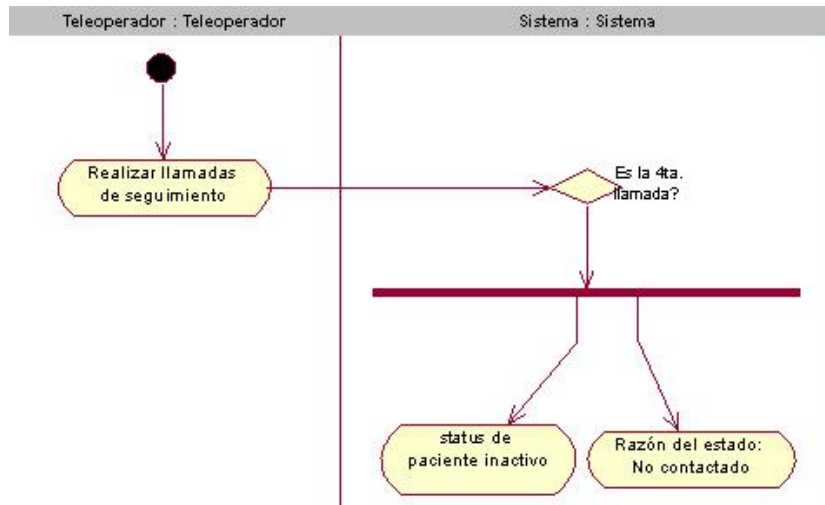 Teleoperador : Teleoperador
Sistema : Sistema
Realizar llamadas
de seguimiento
Es la 4ta.
llamada?
status de
paciente inactivo
Razón del estado:
No contactado